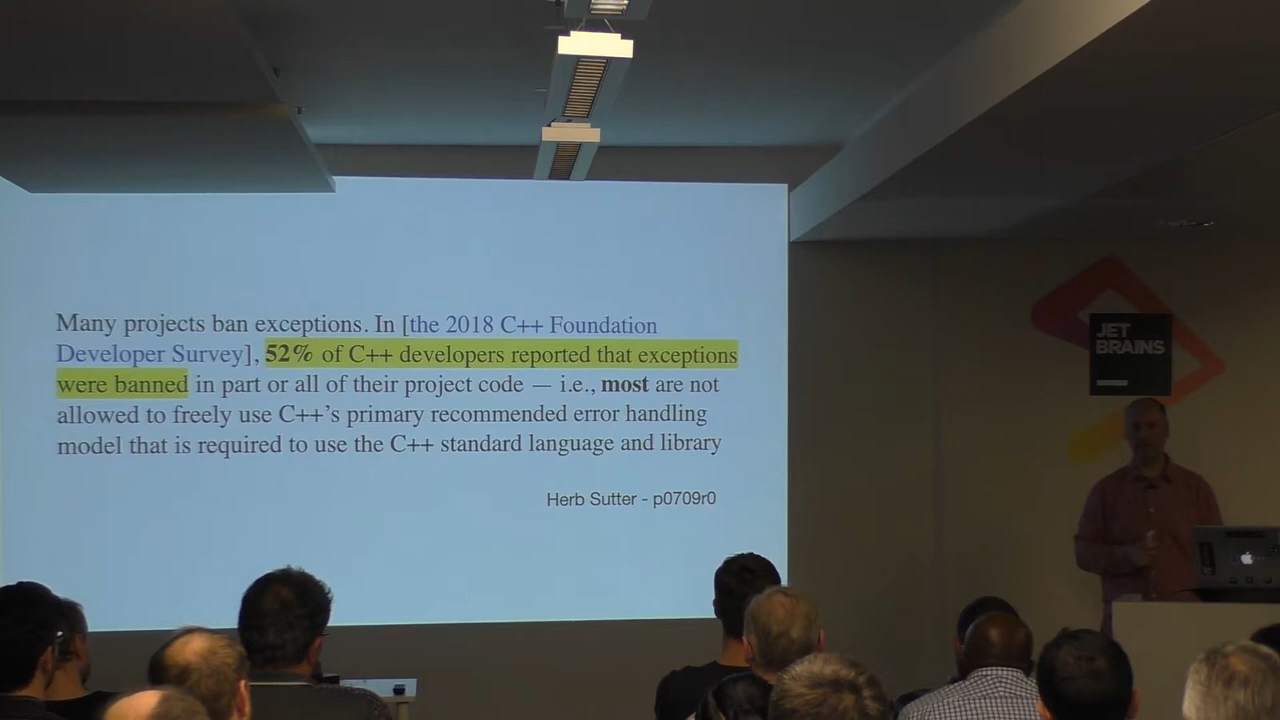 Many projects ban exceptions. In [the 2018 C++ Foundation
Developer Survey], 52% of C++ developers reported that exceptions
were banned in part or all of their project code — i.e., most are not
allowed to freely use C++’s primary recommended error handling
model that is required to use the C++ standard language and library
Herb Sutter - p0709r0
JET
BRAINS